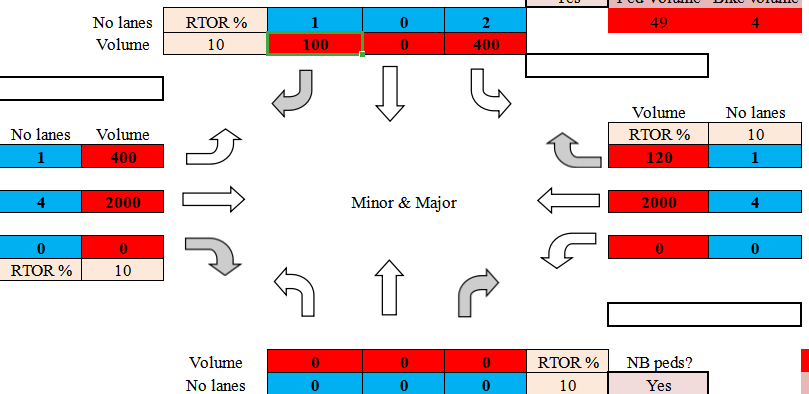 Yes Ped Volume Bike Volume
No lanes RTOR % 1 0 2 49 4
Volume 10 100 0 400
Volume No lanes
No lanes Volume RTOR % 10
1 400 120 1
4 2000 Minor & Major 2000 4
0 0 0 0
RTOR % 10
Volume 0 0 0 RTOR % NB peds?
No lanes 0 0 0 10 Yes